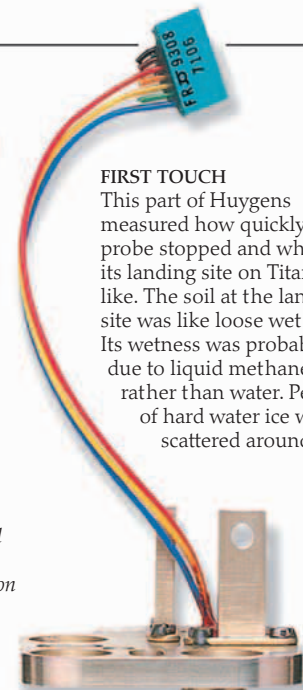 FR 9308
7106
FIRST TOUCH
This part of Huygens
measured how quickly
probe stopped and wh
its landing site on Tita
like. The soil at the lan
site was like loose wet
Its wetness was probab
due to liquid methane
rather than water. Pe
of hard water ice w
scattered around
on